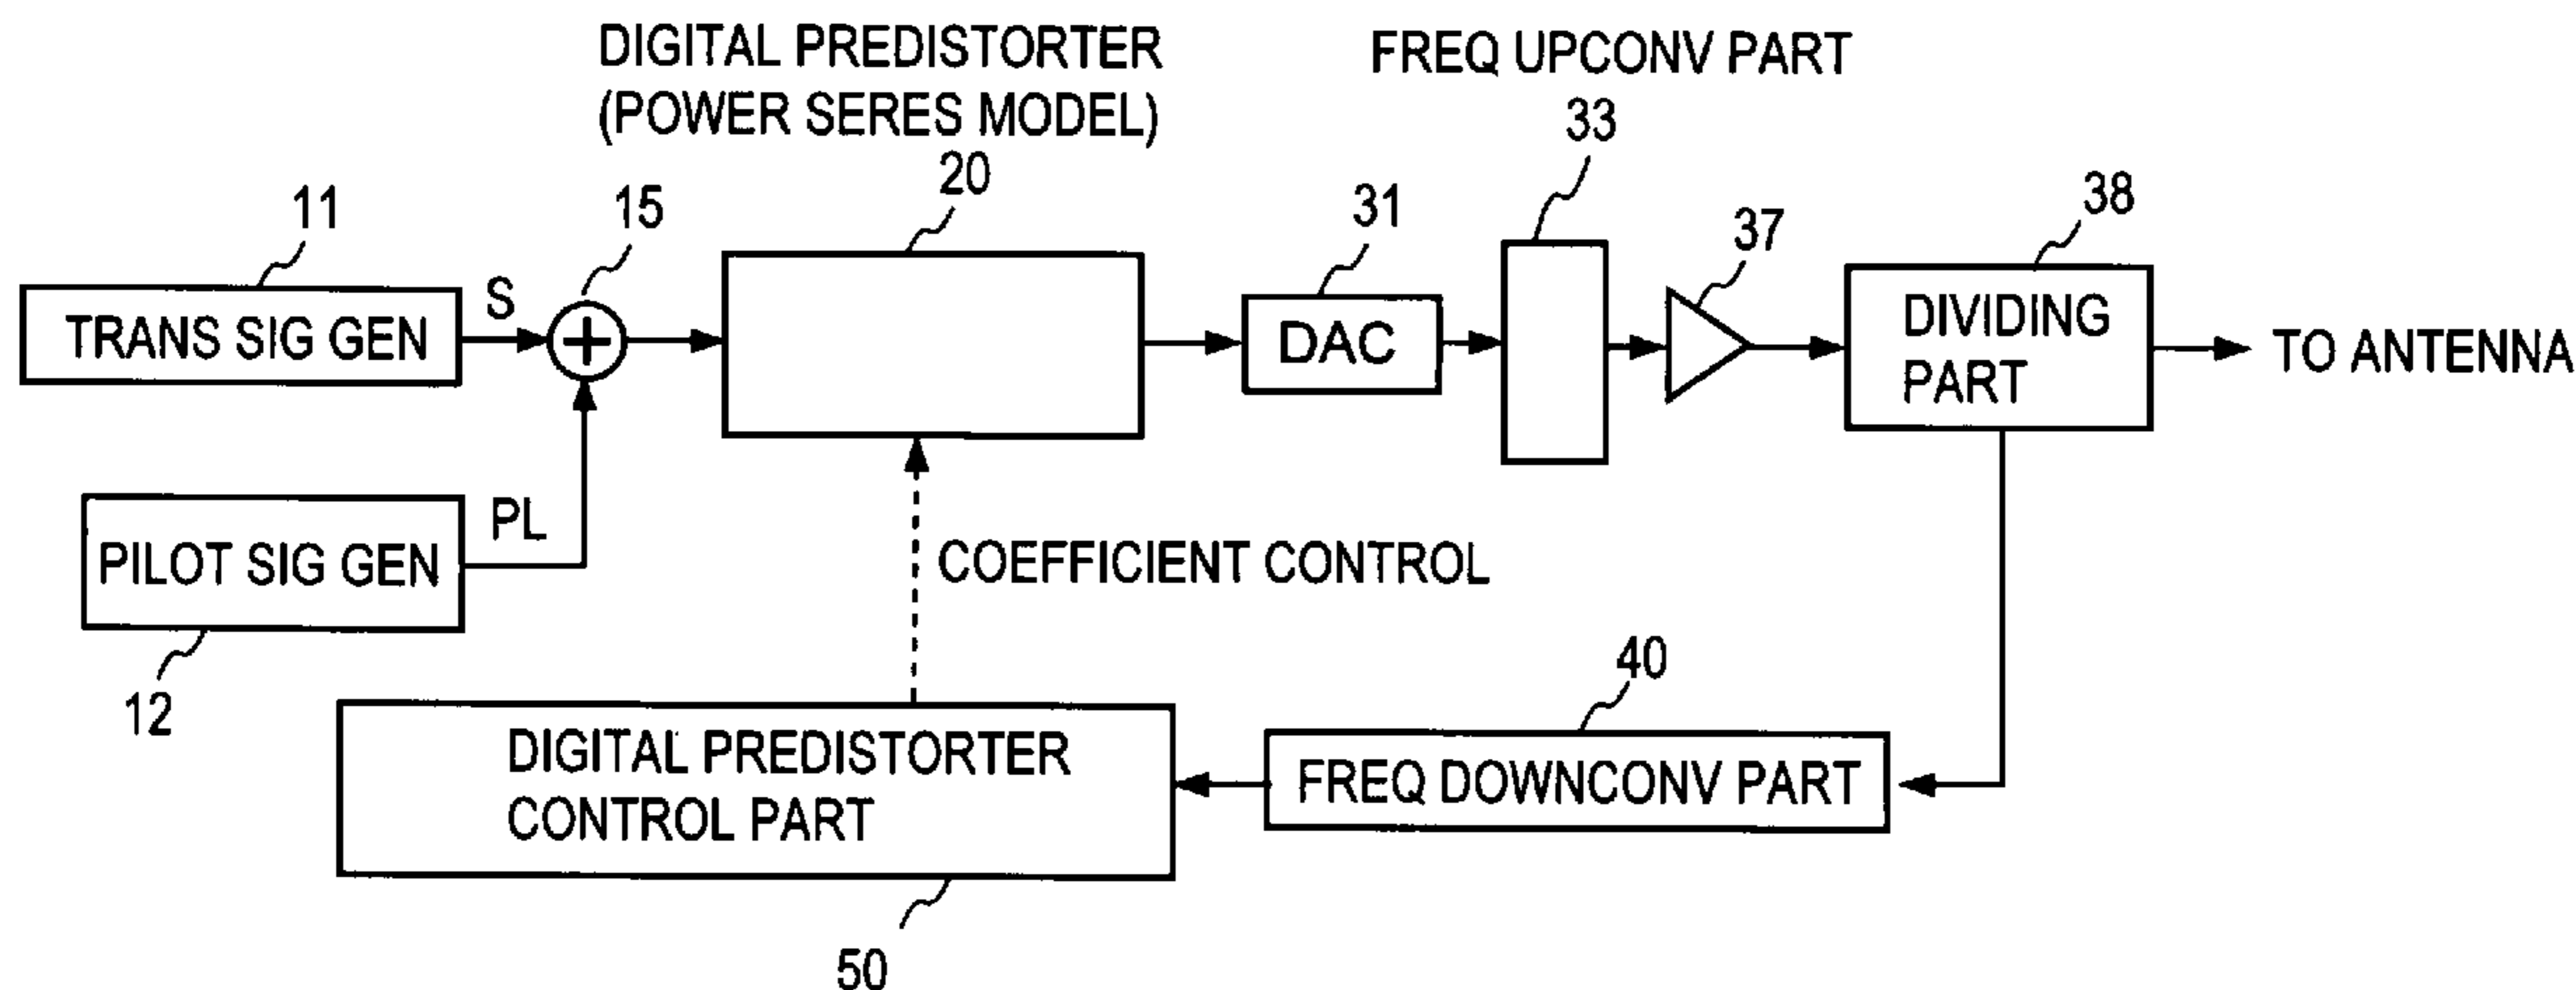 DIGITAL PREDISTORTER
(POWER SERES MODEL)
20
FREQ UPCONV PART
33
11
15
31
37
38
TRANS SIG GEN
S
+
DAC
DIVIDING
PART
TO ANTENNA
PILOT SIG GEN
PL
12
COEFFICIENT CONTROL
40
DIGITAL PREDISTORTER
CONTROL PART
FREQ DOWNCONV PART
50